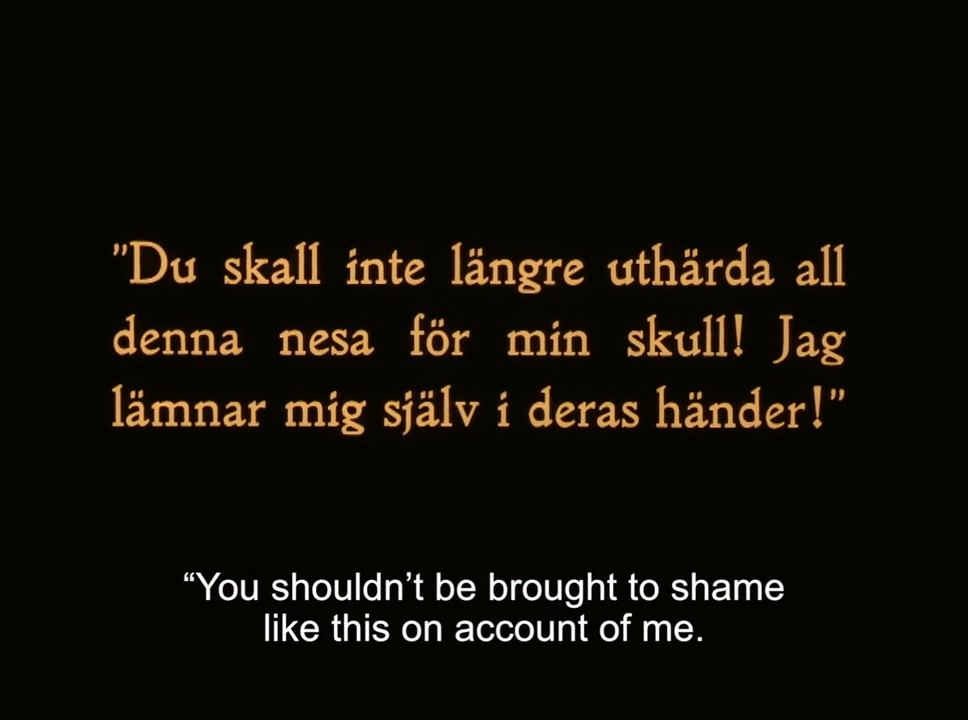 "Du skall inte längre uthärda all
denna nesa för min skull! Jag
lämnar mig själv i deras händer!"
“You shouldn’t be brought to shame
like this on account of me.